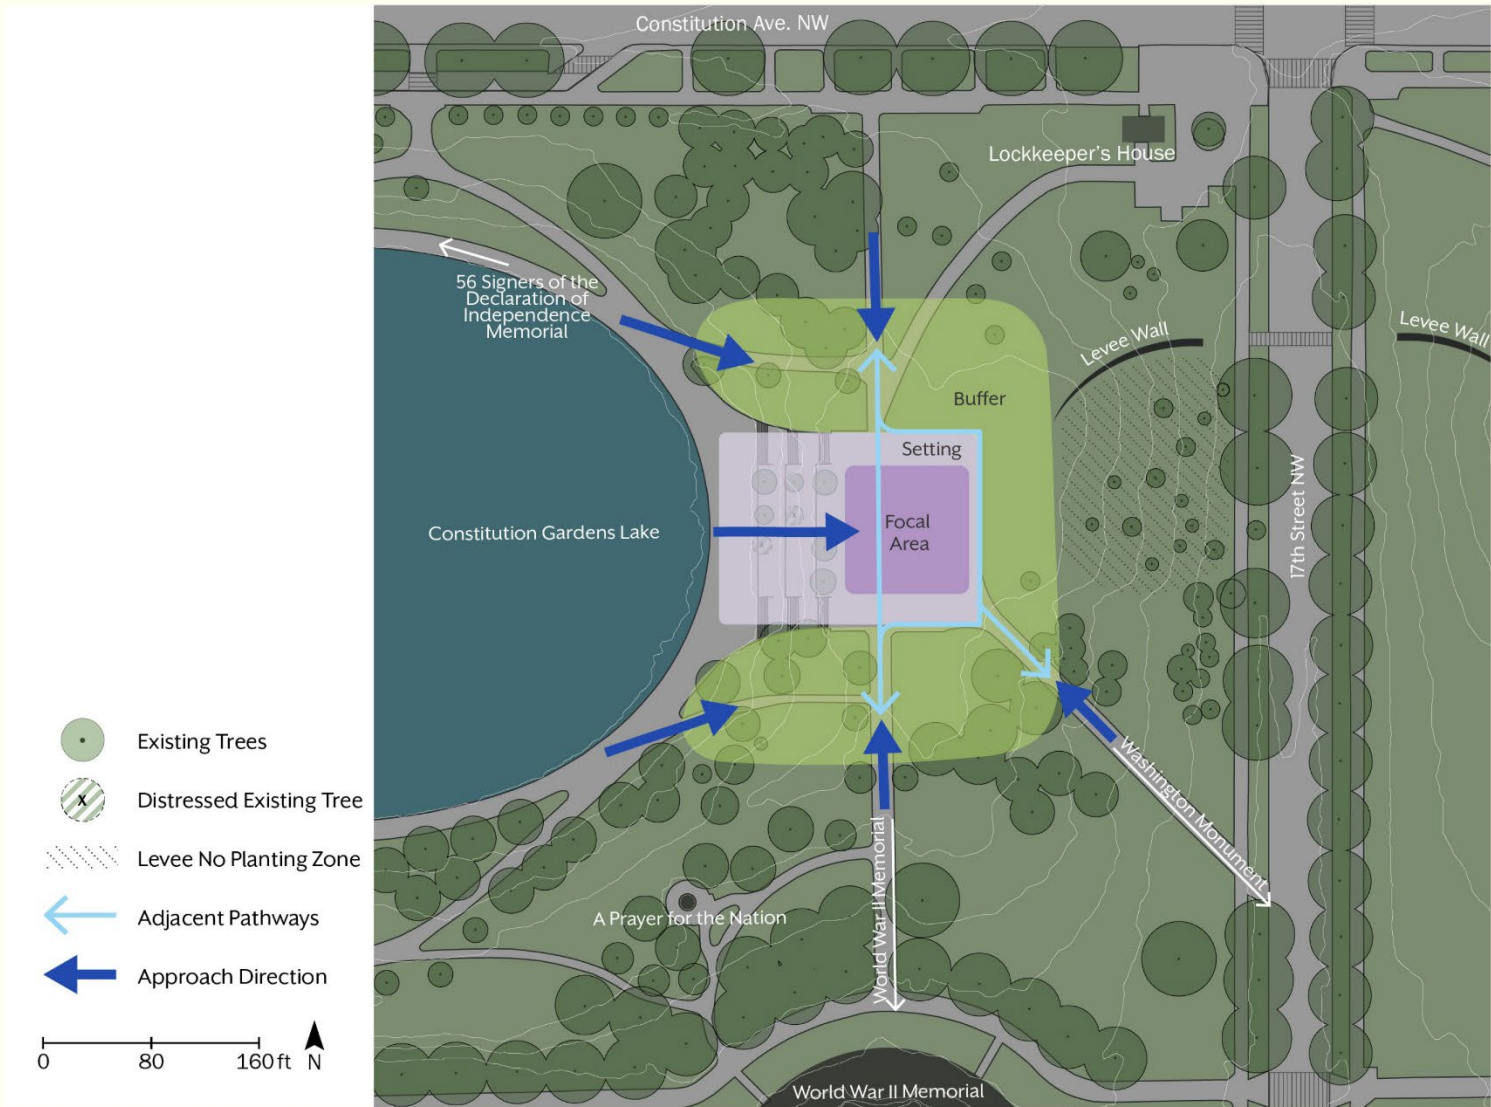 Constitution Ave. NW
Lockkeeper's House
56 Signers of the
Declaration of
Independence
Memorial
Levee Wall
Levee Wall
Buffer
Setting
Focal
Area
Constitution Gardens Lake
17th Street NW
Existing Trees
X
Distressed Existing Tree
Levee No Planting Zone
Adjacent Pathways
Approach Direction
0
80
160 ft
N
Washington Monument
World War II Memorial
A Prayer for the Nation
World War II Memorial